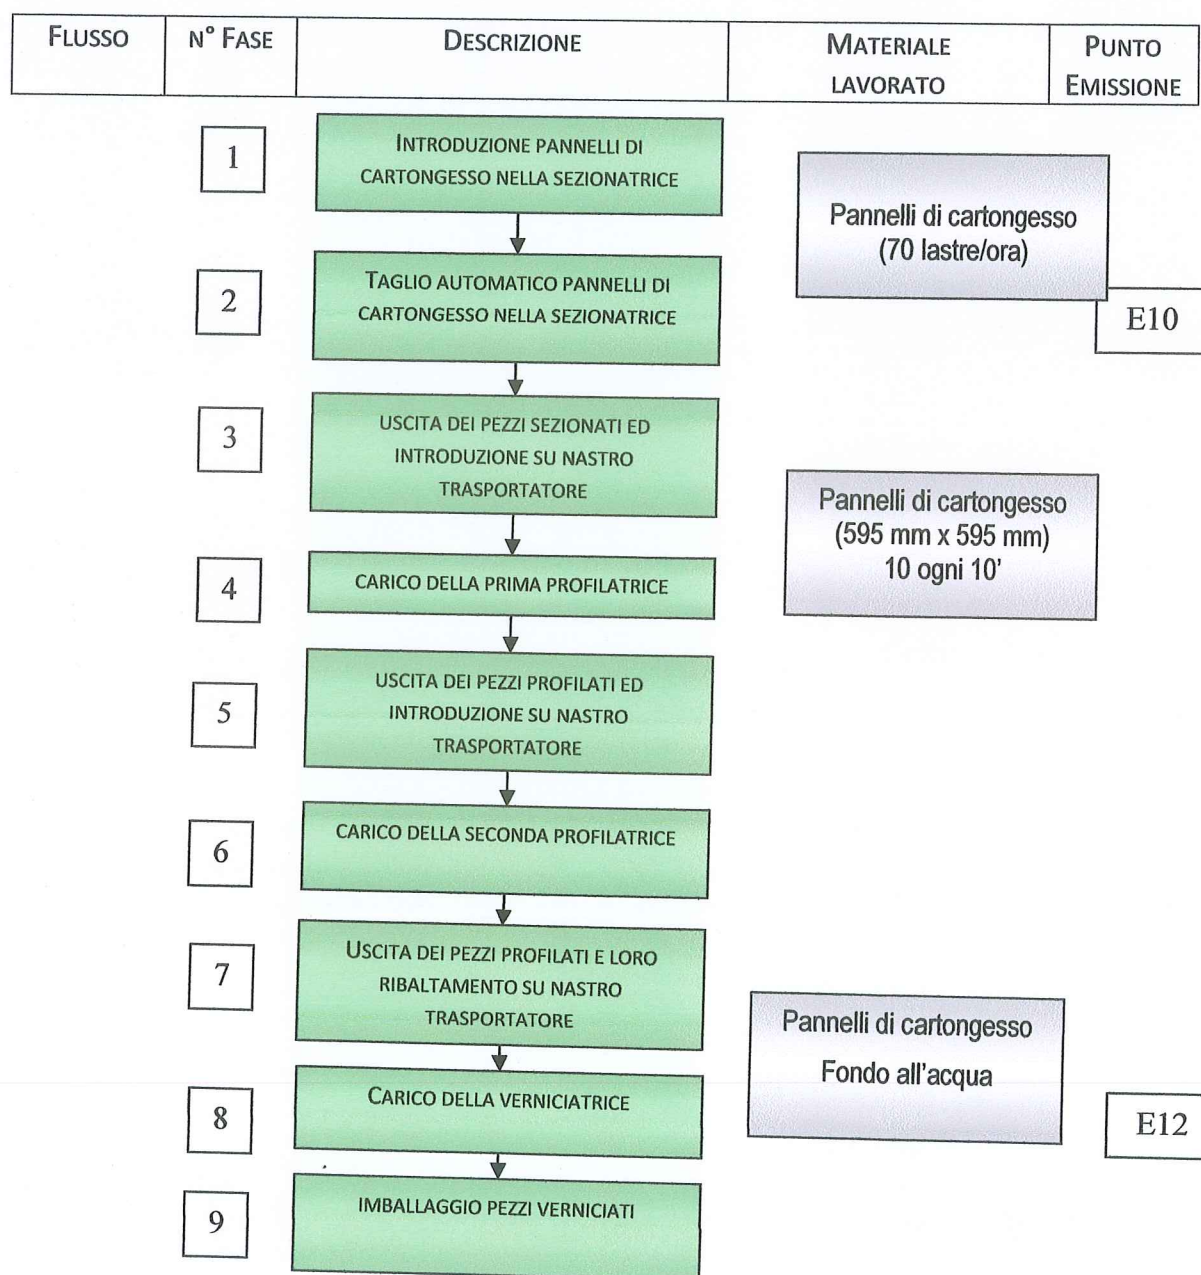 FLUSSO
N° FASE
DESCRIZIONE
MATERIALE
LAVORATO
PUNTO
EMISSIONE
1
INTRODUZIONE PANNELLI DI
CARTONGESSO NELLA SEZIONATRICE
Pannelli di cartongesso
(70 lastre/ora)
2
TAGLIO AUTOMATICO PANNELLI DI
CARTONGESSO NELLA SEZIONATRICE
E10
3
USCITA DEI PEZZI SEZIONATI ED
INTRODUZIONE SU NASTRO
TRASPORTATORE
Pannelli di cartongesso
(595 mm x 595 mm)
10 ogni 10'
4
CARICO DELLA PRIMA PROFILATRICE
5
USCITA DEI PEZZI PROFILATI ED
INTRODUZIONE SU NASTRO
TRASPORTATORE
6
CARICO DELLA SECONDA PROFILATRICE
7
USCITA DEI PEZZI PROFILATI E LORO
RIBALTAMENTO SU NASTRO
TRASPORTATORE
Pannelli di cartongesso
Fondo all'acqua
8
CARICO DELLA VERNICIATRICE
E12
9
IMBALLAGGIO PEZZI VERNICIATI